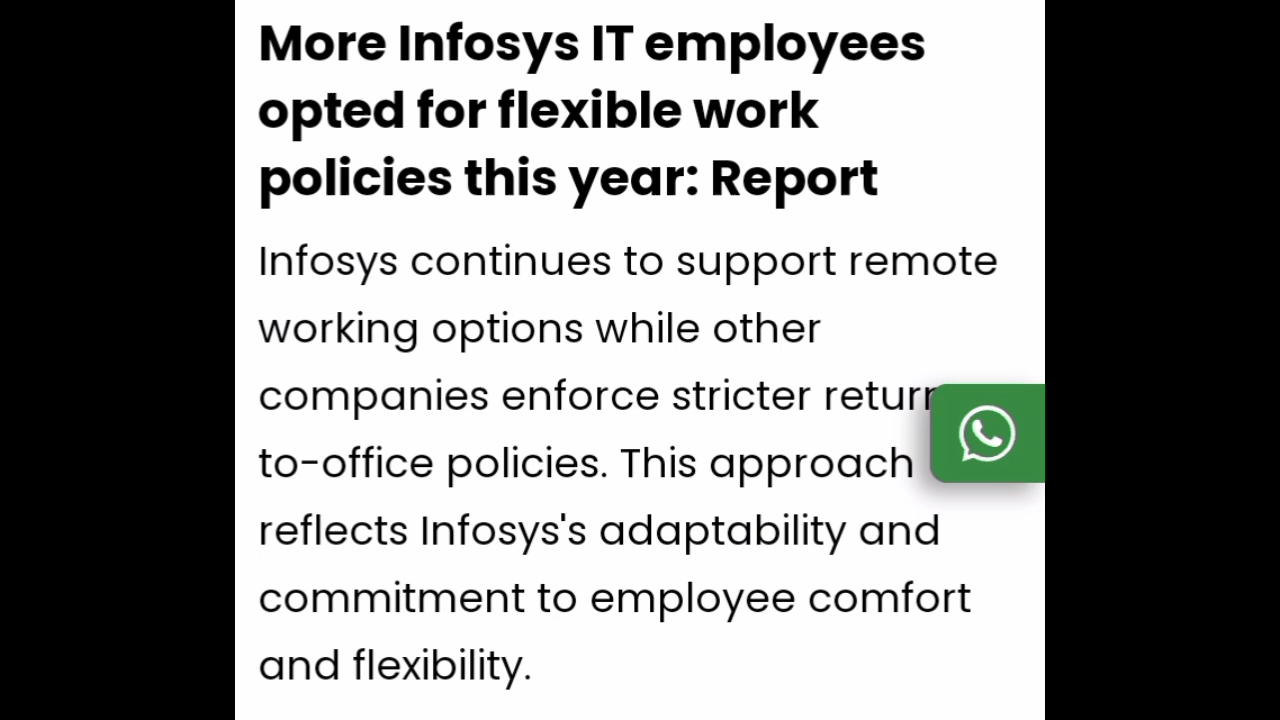 More Infosys IT employees
opted for flexible work
policies this year: Report
Infosys continues to support remote
working options while other
companies enforce stricter return
to-office policies. This approach
reflects Infosys's adaptability and
commitment to employee comfort
and flexibility.